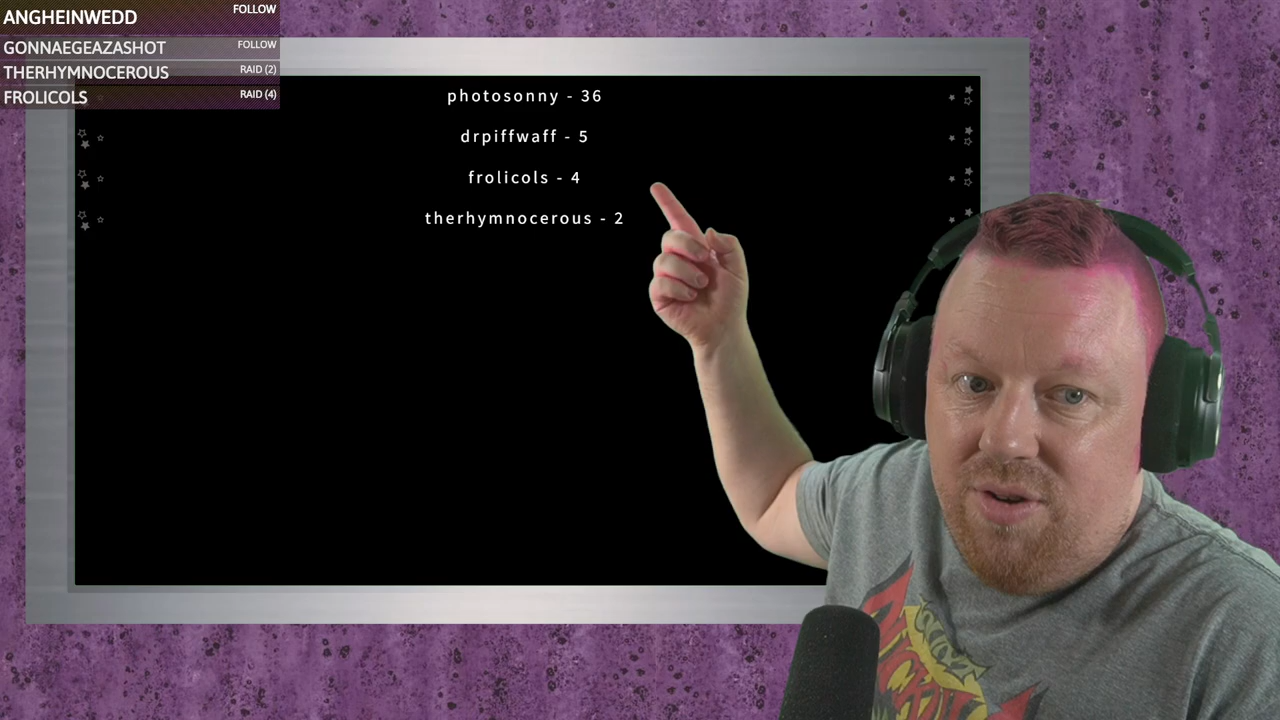 ANGHEINWEDD FOLLOW
GONNAEGEAZASHOT FOLLOW
THERHYMNOCEROUS RAID (2)
FROLICOLS RAID (4)
photosonny - 36
drpiffwaff - 5
frolicols - 4
therhymnocerous - 2